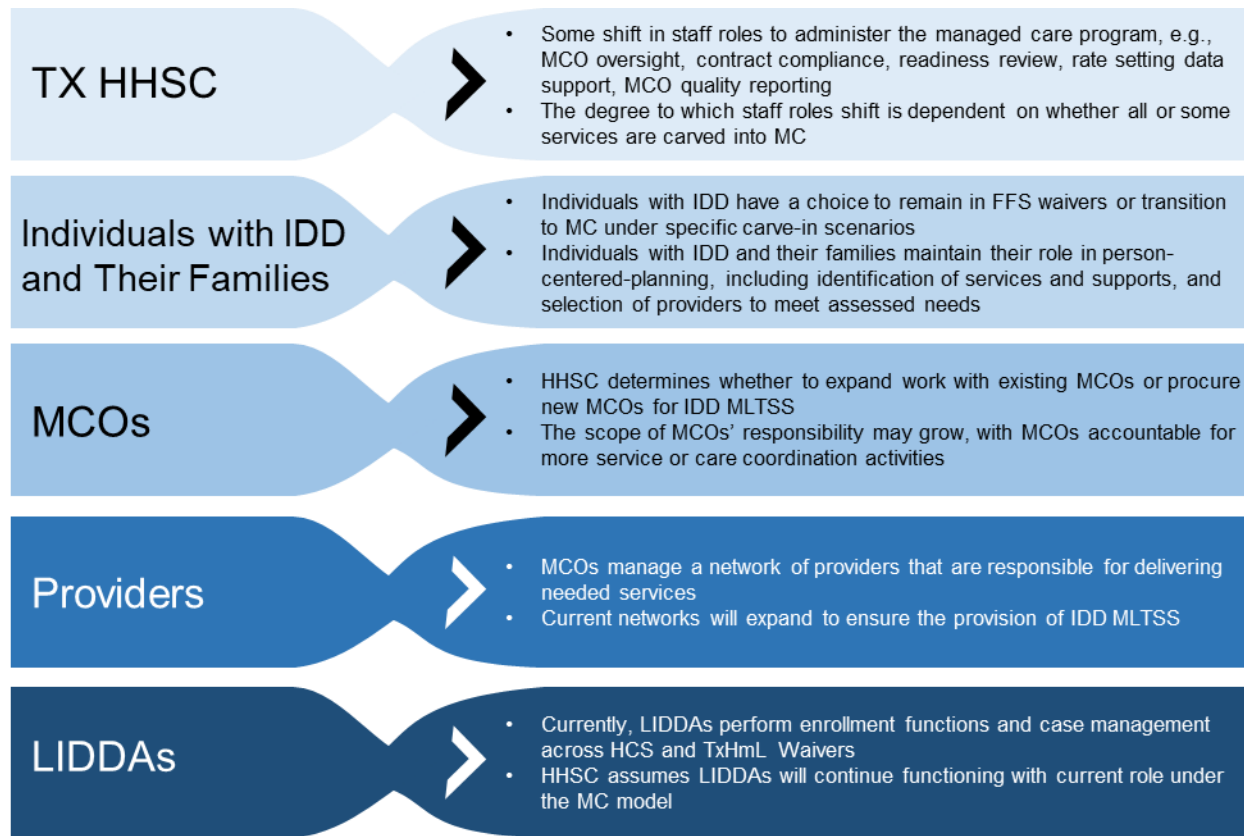 TX HHSC
• Some shift in staff roles to administer the managed care program, e.g.,
MCO oversight, contract compliance, readiness review, rate setting data
support, MCO quality reporting
• The degree to which staff roles shift is dependent on whether all or some
services are carved into MC
Individuals with IDD
and Their Families
• Individuals with IDD have a choice to remain in FFS waivers or transition
to MC under specific carve-in scenarios
• Individuals with IDD and their families maintain their role in person-
centered-planning, including identification of services and supports, and
selection of providers to meet assessed needs
MCOs
• HHSC determines whether to expand work with existing MCOs or procure
new MCOs for IDD MLTSS
• The scope of MCOs’ responsibility may grow, with MCOs accountable for
more service or care coordination activities
Providers
• MCOs manage a network of providers that are responsible for delivering
needed services
• Current networks will expand to ensure the provision of IDD MLTSS
LIDDAs
• Currently, LIDDAs perform enrollment functions and case management
across HCS and TxHmL Waivers
• HHSC assumes LIDDAs will continue functioning with current role under
the MC model